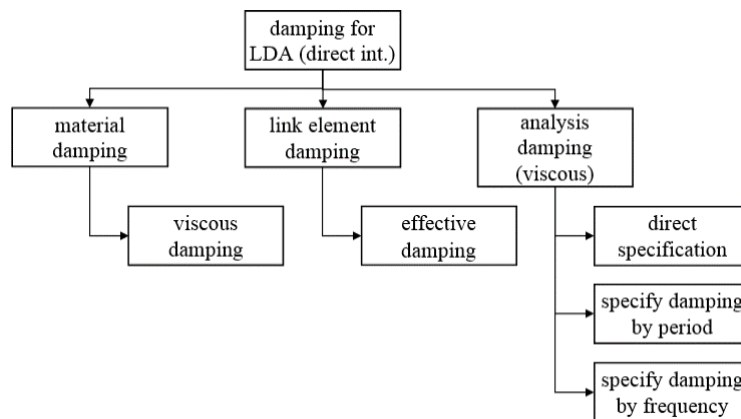 damping for
LDA (direct int.)
material
damping
link element
damping
analysis
damping
(viscous)
viscous
damping
effective
damping
direct
specification
specify damping
by period
specify damping
by frequency